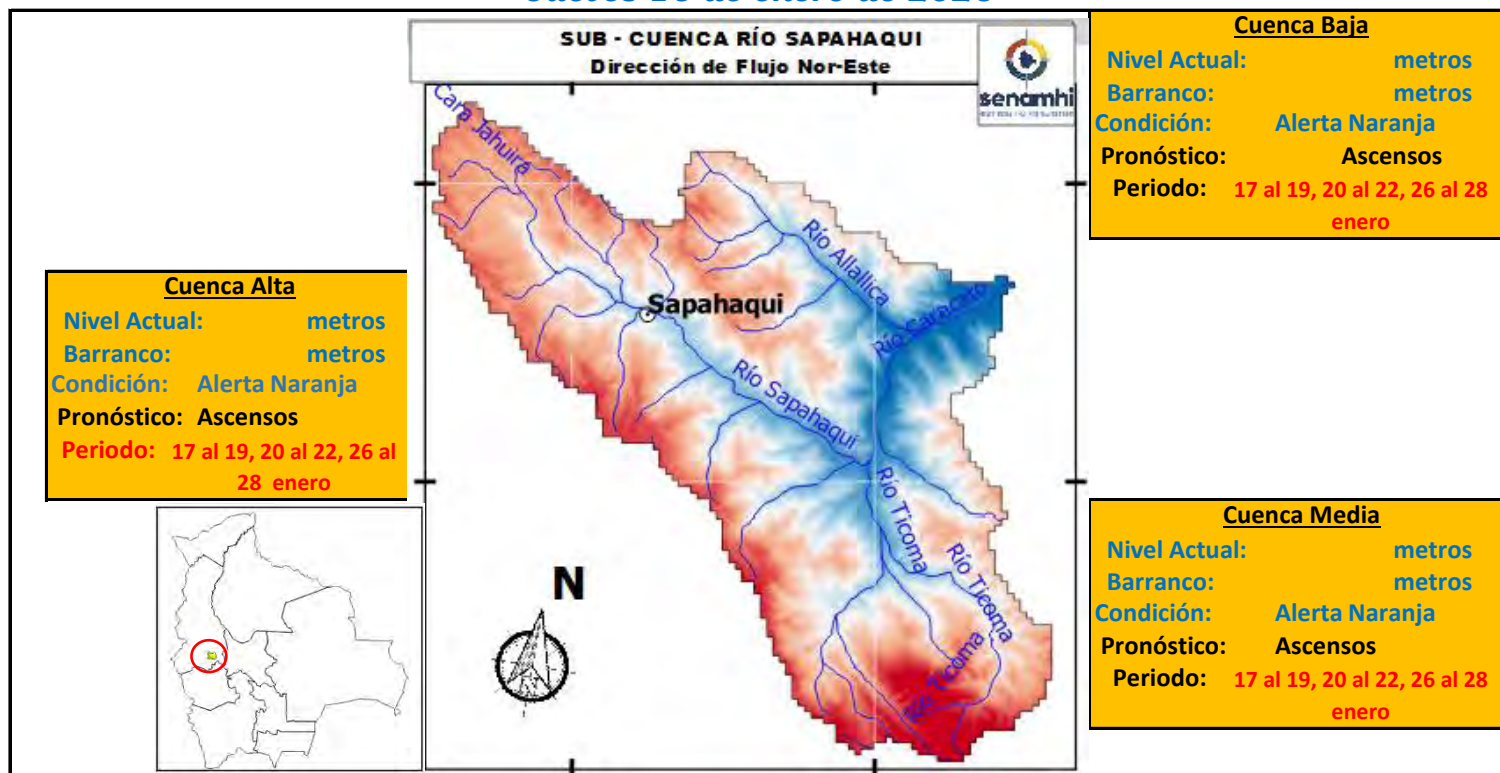 SUB - CUENCA RÍO SAPAHAQUI
Dirección de Flujo Nor-Este
senamhi
Cuenca Baja
Nivel Actual: metros
Barranco: metros
Condición: Alerta Naranja
Pronóstico: Ascensos
Periodo: 17 al 19, 20 al 22, 26 al 28
enero
Cuenca Alta
Nivel Actual: metros
Barranco: metros
Condición: Alerta Naranja
Pronóstico: Ascensos
Periodo: 17 al 19, 20 al 22, 26 al
28 enero
Cara Jahuira
Río Allallica
Río Caracato
Sapahaqui
Río Sapahaqui
Río Ticoma
Río Ticoma
Río Ticoma
N
Cuenca Media
Nivel Actual: metros
Barranco: metros
Condición: Alerta Naranja
Pronóstico: Ascensos
Periodo: 17 al 19, 20 al 22, 26 al 28
enero